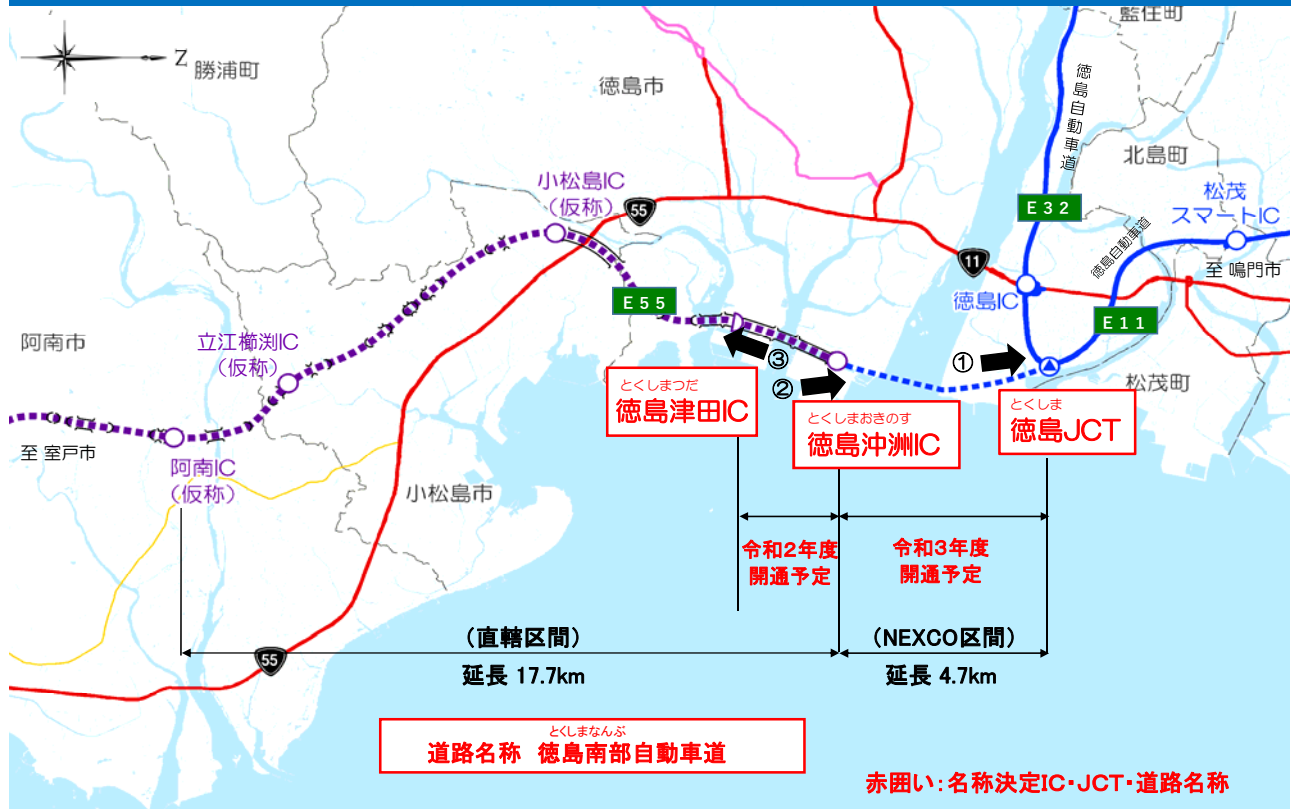 藍住町
Z
勝浦町
徳島市
徳島自動車道
北島町
小松島IC
(仮称)
55
E32
松茂
スマートIC
徳島自動車道
至 鳴門市
11
徳島IC
E55
E11
阿南市
立江櫛渕IC
(仮称)
③
①
②
松茂町
とくしまつだ
徳島津田IC
とくしまおきのす
徳島沖洲IC
とくしま
徳島JCT
至 室戸市
阿南IC
(仮称)
小松島市
令和2年度
開通予定
令和3年度
開通予定
(直轄区間)
延長 17.7km
(NEXCO区間)
延長 4.7km
55
とくしまなんぶ
道路名称 徳島南部自動車道
赤囲い:名称決定IC・JCT・道路名称